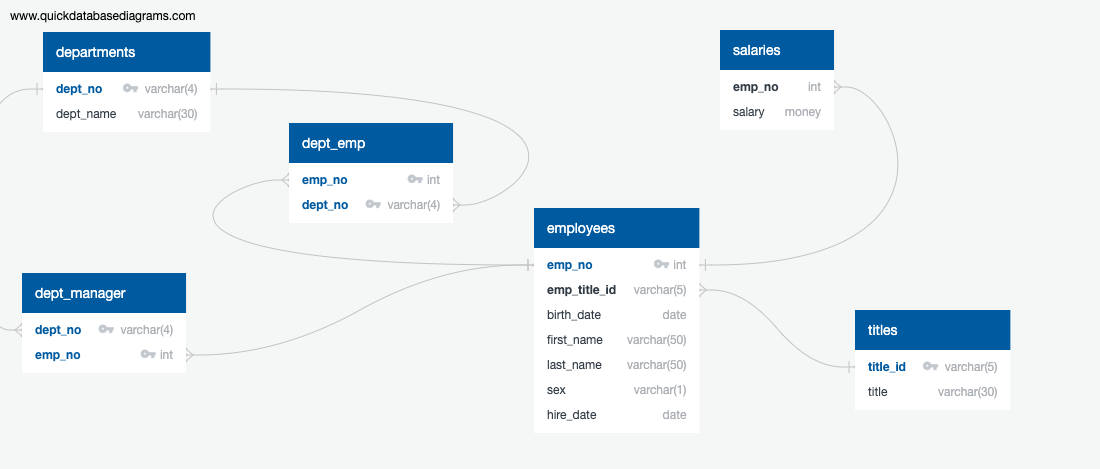 www.quickdatabasediagrams.com
departments
dept_no varchar(4)
dept_name varchar(30)
dept_emp
emp_no int
dept_no varchar(4)
dept_manager
dept_no varchar(4)
emp_no int
employees
emp_no int
emp_title_id varchar(5)
birth_date date
first_name varchar(50)
last_name varchar(50)
sex varchar(1)
hire_date date
salaries
emp_no int
salary money
titles
title_id varchar(5)
title varchar(30)